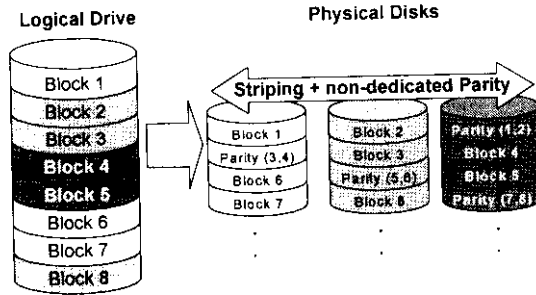 Logical Drive
Block 1
Block 2
Block 3
Block 4
Block 5
Block 6
Block 7
Block 8
Physical Disks
Striping + non-dedicated Parity
Block 1
Parity (3,4)
Block 6
Block 7
Block 2
Block 3
Parity (5,6)
Block 8
Parity (1,2)
Block 4
Block 5
Parity (7,8)